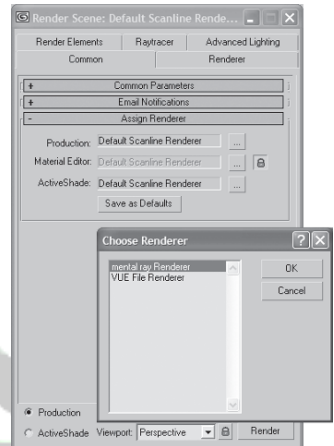 Render Scene: Default Scanline Rende...
Render Elements Raytracer Advanced Lighting
Common Renderer
+ Common Parameters
+ Email Notifications
- Assign Renderer
Production: Default Scanline Renderer ...
Material Editor: Default Scanline Renderer ...
ActiveShade: Default Scanline Renderer ...
Save as Defaults
Choose Renderer
mental ray Renderer
VUE File Renderer
OK
Cancel
Production
ActiveShade Viewport: Perspective Render